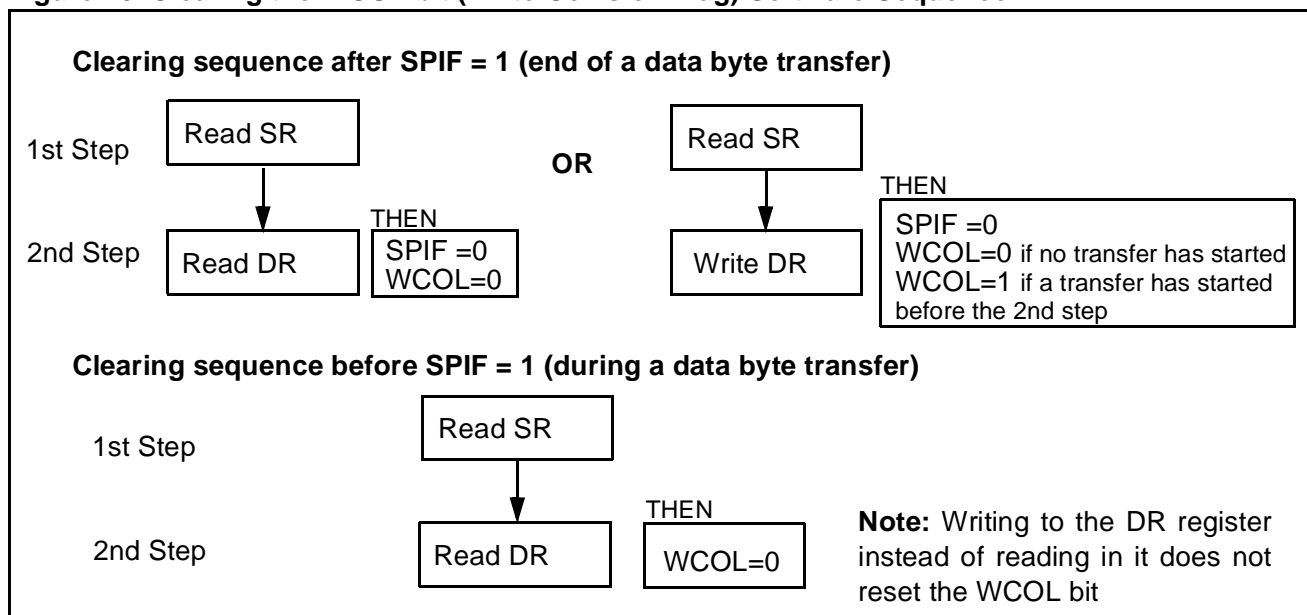 Clearing sequence after SPIF = 1 (end of a data byte transfer)
1st Step
Read SR
OR
Read SR
THEN
2nd Step
Read DR
THEN
SPIF =0
WCOL=0
Write DR
SPIF =0
WCOL=0 if no transfer has started
WCOL=1 if a transfer has started
before the 2nd step
Clearing sequence before SPIF = 1 (during a data byte transfer)
1st Step
Read SR
2nd Step
Read DR
THEN
WCOL=0
Note: Writing to the DR register
instead of reading in it does not
reset the WCOL bit